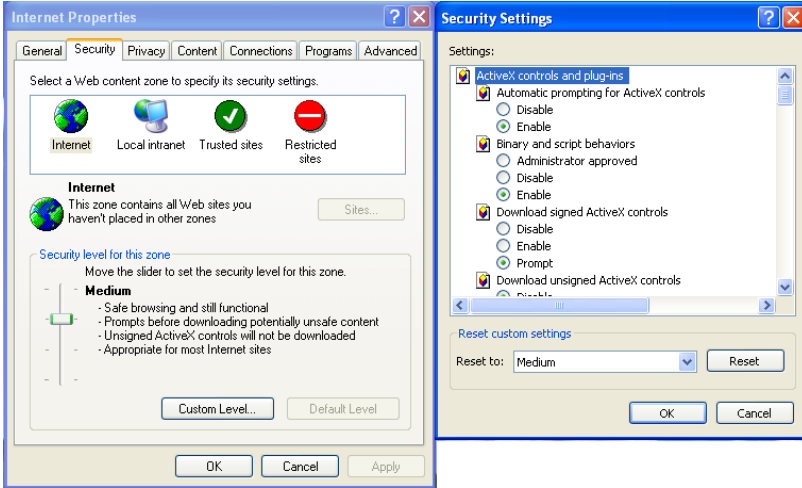 Internet Properties
General Security Privacy Content Connections Programs Advanced
Select a Web content zone to specify its security settings.
Internet Local intranet Trusted sites Restricted
sites
Internet
This zone contains all Web sites you
haven't placed in other zones
Sites...
Security level for this zone
Move the slider to set the security level for this zone.
Medium
- Safe browsing and still functional
- Prompts before downloading potentially unsafe content
- Unsigned ActiveX controls will not be downloaded
- Appropriate for most Internet sites
Custom Level... Default Level
OK Cancel Apply
Security Settings
Settings:
ActiveX controls and plug-ins
Automatic prompting for ActiveX controls
Disable
Enable
Binary and script behaviors
Administrator approved
Disable
Enable
Download signed ActiveX controls
Disable
Enable
Prompt
Download unsigned ActiveX controls
Disable
Reset custom settings
Reset to: Medium Reset
OK Cancel